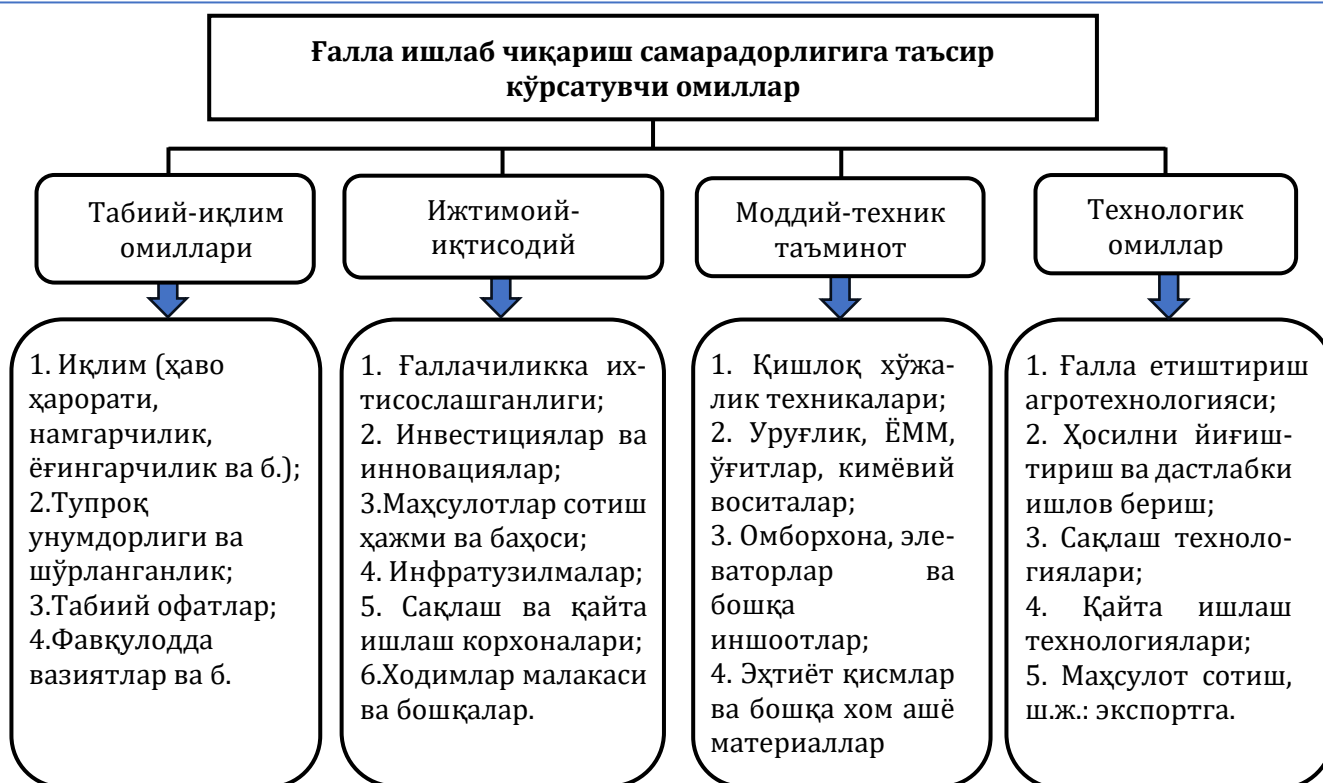 Ғалла ишлаб чиқариш самарадорлигига таъсир
кўрсатувчи омиллар
Табиий-иқлим
омиллари
Ижтимоий-
иқтисодий
Моддий-техник
таъминот
Технологик
омиллар
1. Иқлим (ҳаво
ҳарорати,
намгарчилик,
ёғингарчилик ва б.);
2.Тупроқ
унумдорлиги ва
шўрланганлик;
3.Табиий офатлар;
4.Фавқулодда
вазиятлар ва б.
1. Ғаллачиликка их-
тисослашганлиги;
2. Инвестициялар ва
инновациялар;
3.Маҳсулотлар сотиш
ҳажми ва баҳоси;
4. Инфратузилмалар;
5. Сақлаш ва қайта
ишлаш корхоналари;
6.Ходимлар малакаси
ва бошқалар.
1. Қишлоқ хўжа-
лик техникалари;
2. Уруғлик, ЁММ,
ўғитлар, кимёвий
воситалар;
3. Омборхона, эле-
ваторлар ва
бошқа
иншоотлар;
4. Эҳтиёт қисмлар
ва бошқа хом ашё
материаллар
1. Ғалла етиштириш
агротехнологияси;
2. Ҳосилни йиғиш-
тириш ва дастлабки
ишлов бериш;
3. Сақлаш техноло-
гиялари;
4. Қайта ишлаш
технологиялари;
5. Маҳсулот сотиш,
ш.ж.: экспортга.